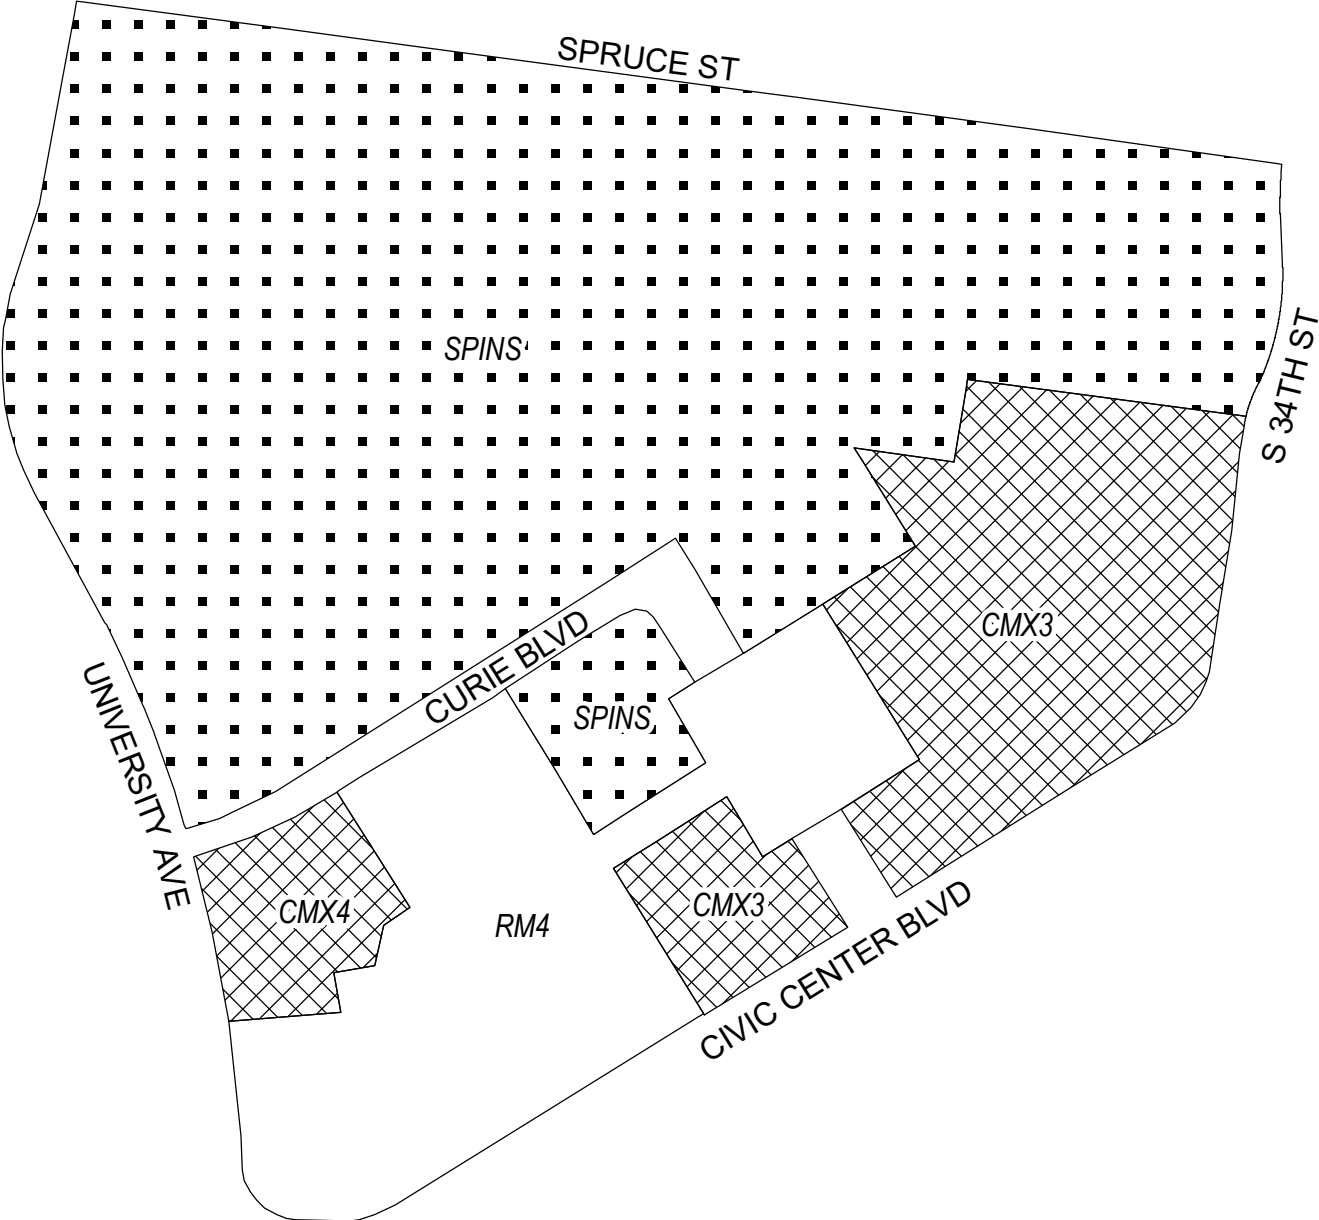 SPRUCE ST
SPINS
S 34TH ST
CMX3
CURIE BLVD
SPINS
UNIVERSITY AVE
CMX4
RM4
CMX3
CIVIC CENTER BLVD